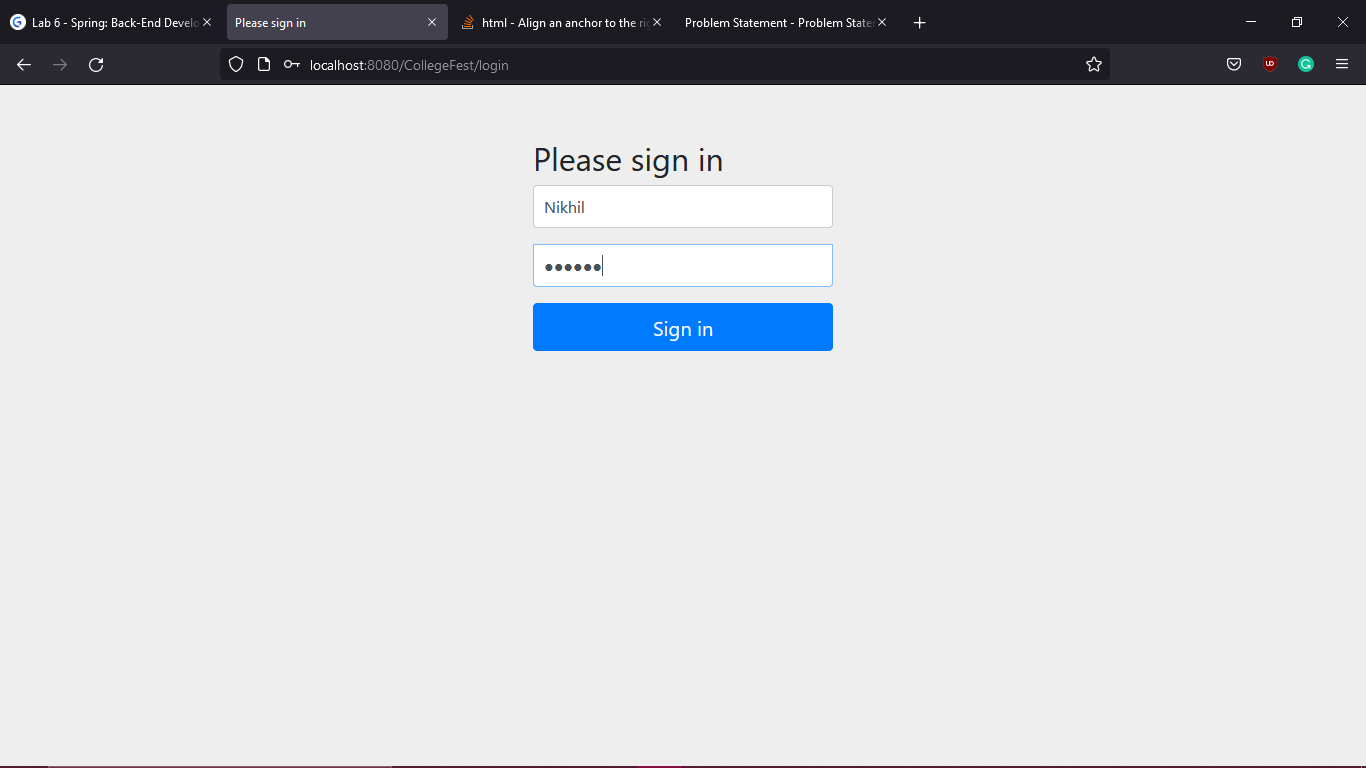 Lab 6 - Spring: Back-End Develo
Please sign in
html - Align an anchor to the rig
Problem Statement - Problem State
localhost:8080/CollegeFest/login
Please sign in
Nikhil
Sign in